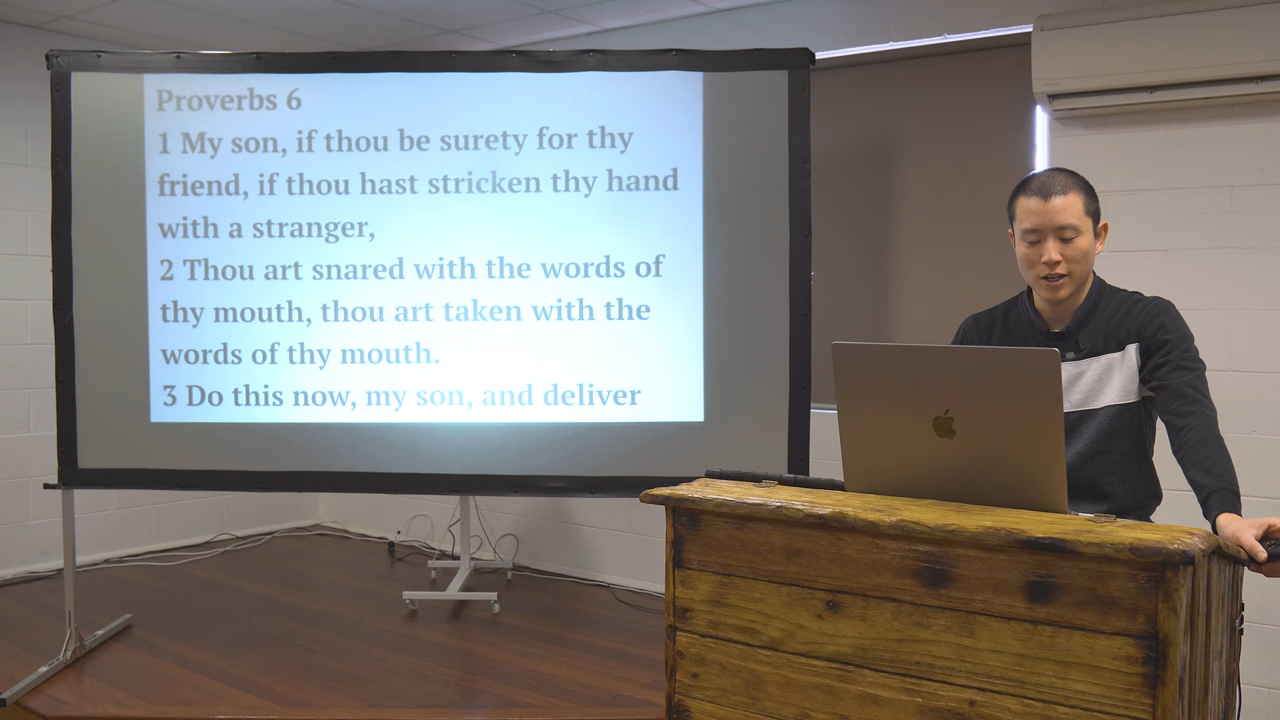 Proverbs 6
1 My son, if thou be surety for thy
friend, if thou hast stricken thy hand
with a stranger,
2 Thou art snared with the words of
thy mouth, thou art taken with the
words of thy mouth.
3 Do this now, my son, and deliver